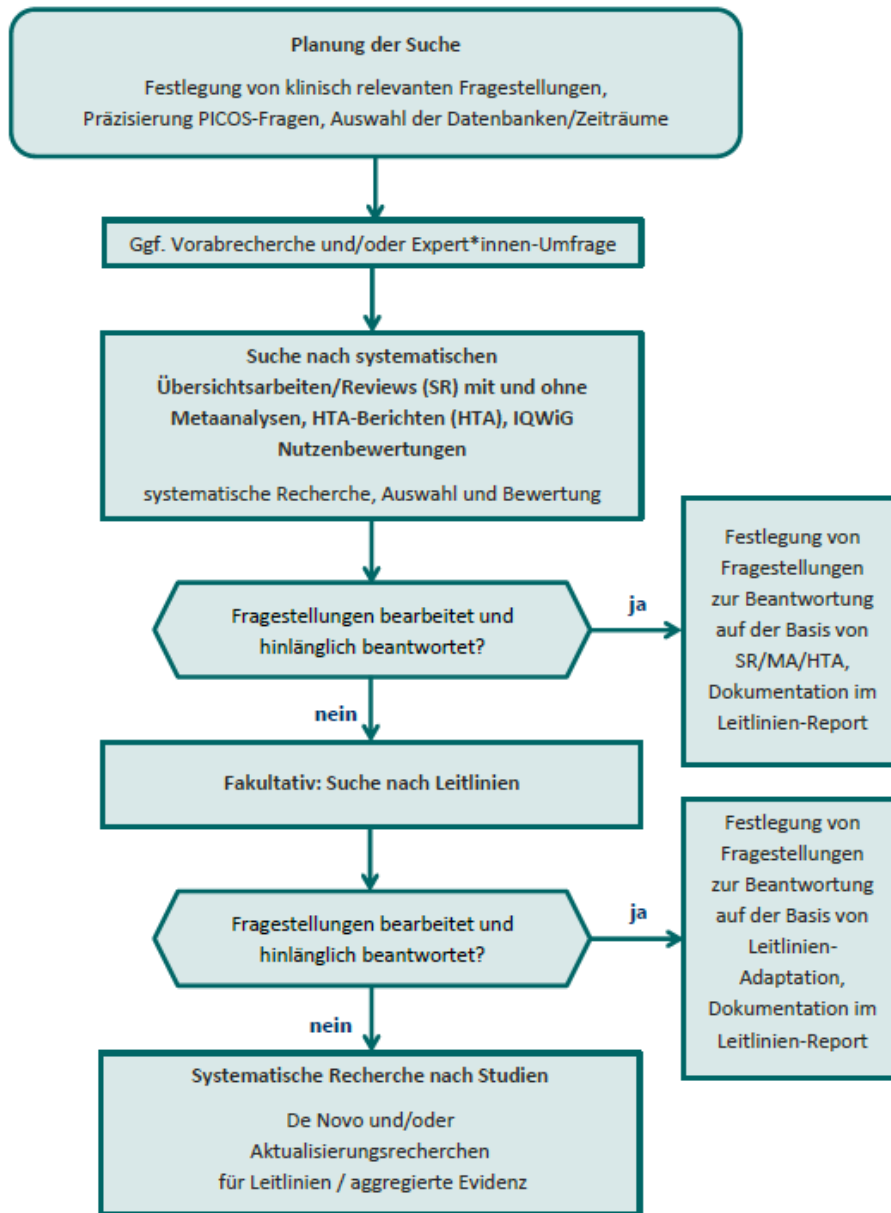 Planung der Suche
Festlegung von klinisch relevanten Fragestellungen,
Präzisierung PICOS-Fragen, Auswahl der Datenbanken/Zeiträume
Ggf. Vorabrecherche und/oder Expert*innen-Umfrage
Suche nach systematischen
Übersichtsarbeiten/Reviews (SR) mit und ohne
Metaanalysen, HTA-Berichten (HTA), IQWiG
Nutzenbewertungen
systematische Recherche, Auswahl und Bewertung
Fragestellungen bearbeitet und
hinlänglich beantwortet?
ja
Festlegung von
Fragestellungen
zur Beantwortung
auf der Basis von
SR/MA/HTA,
Dokumentation im
Leitlinien-Report
nein
Fakultativ: Suche nach Leitlinien
Fragestellungen bearbeitet und
hinlänglich beantwortet?
ja
Festlegung von
Fragestellungen
zur Beantwortung
auf der Basis von
Leitlinien-
Adaptation,
Dokumentation im
Leitlinien-Report
nein
Systematische Recherche nach Studien
De Novo und/oder
Aktualisierungsrecherchen
für Leitlinien / aggregierte Evidenz